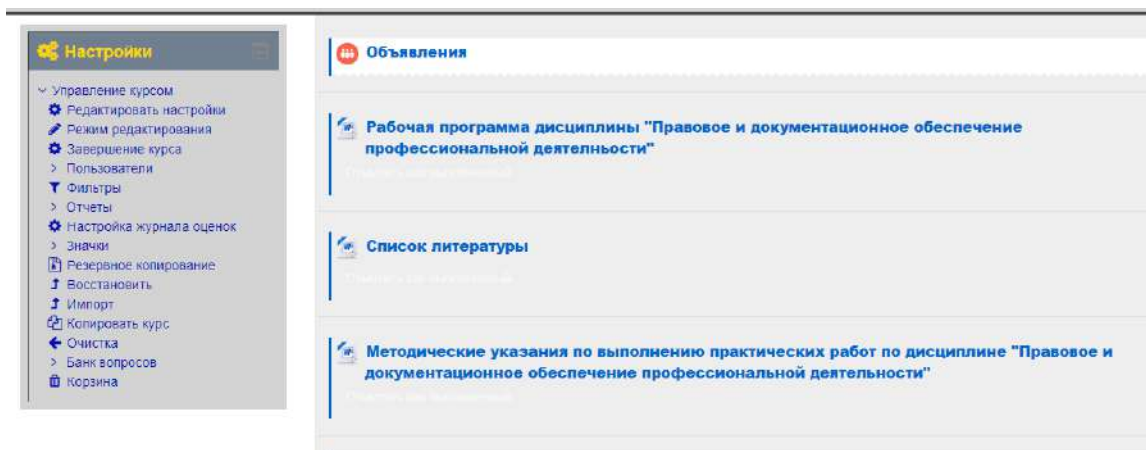 Настройки
Управление курсом
Редактировать настройки
Режим редактирования
Завершение курса
Пользователи
Фильтры
Отчеты
Настройка журнала оценок
Значки
Резервное копирование
Восстановить
Импорт
Копировать курс
Очистка
Банк вопросов
Корзина
Объявления
Рабочая программа дисциплины "Правовое и документационное обеспечение
профессиональной деятелньости"
Список литературы
Методические указания по выполнению практических работ по дисциплине "Правовое и
документационное обеспечение профессиональной деятельности"